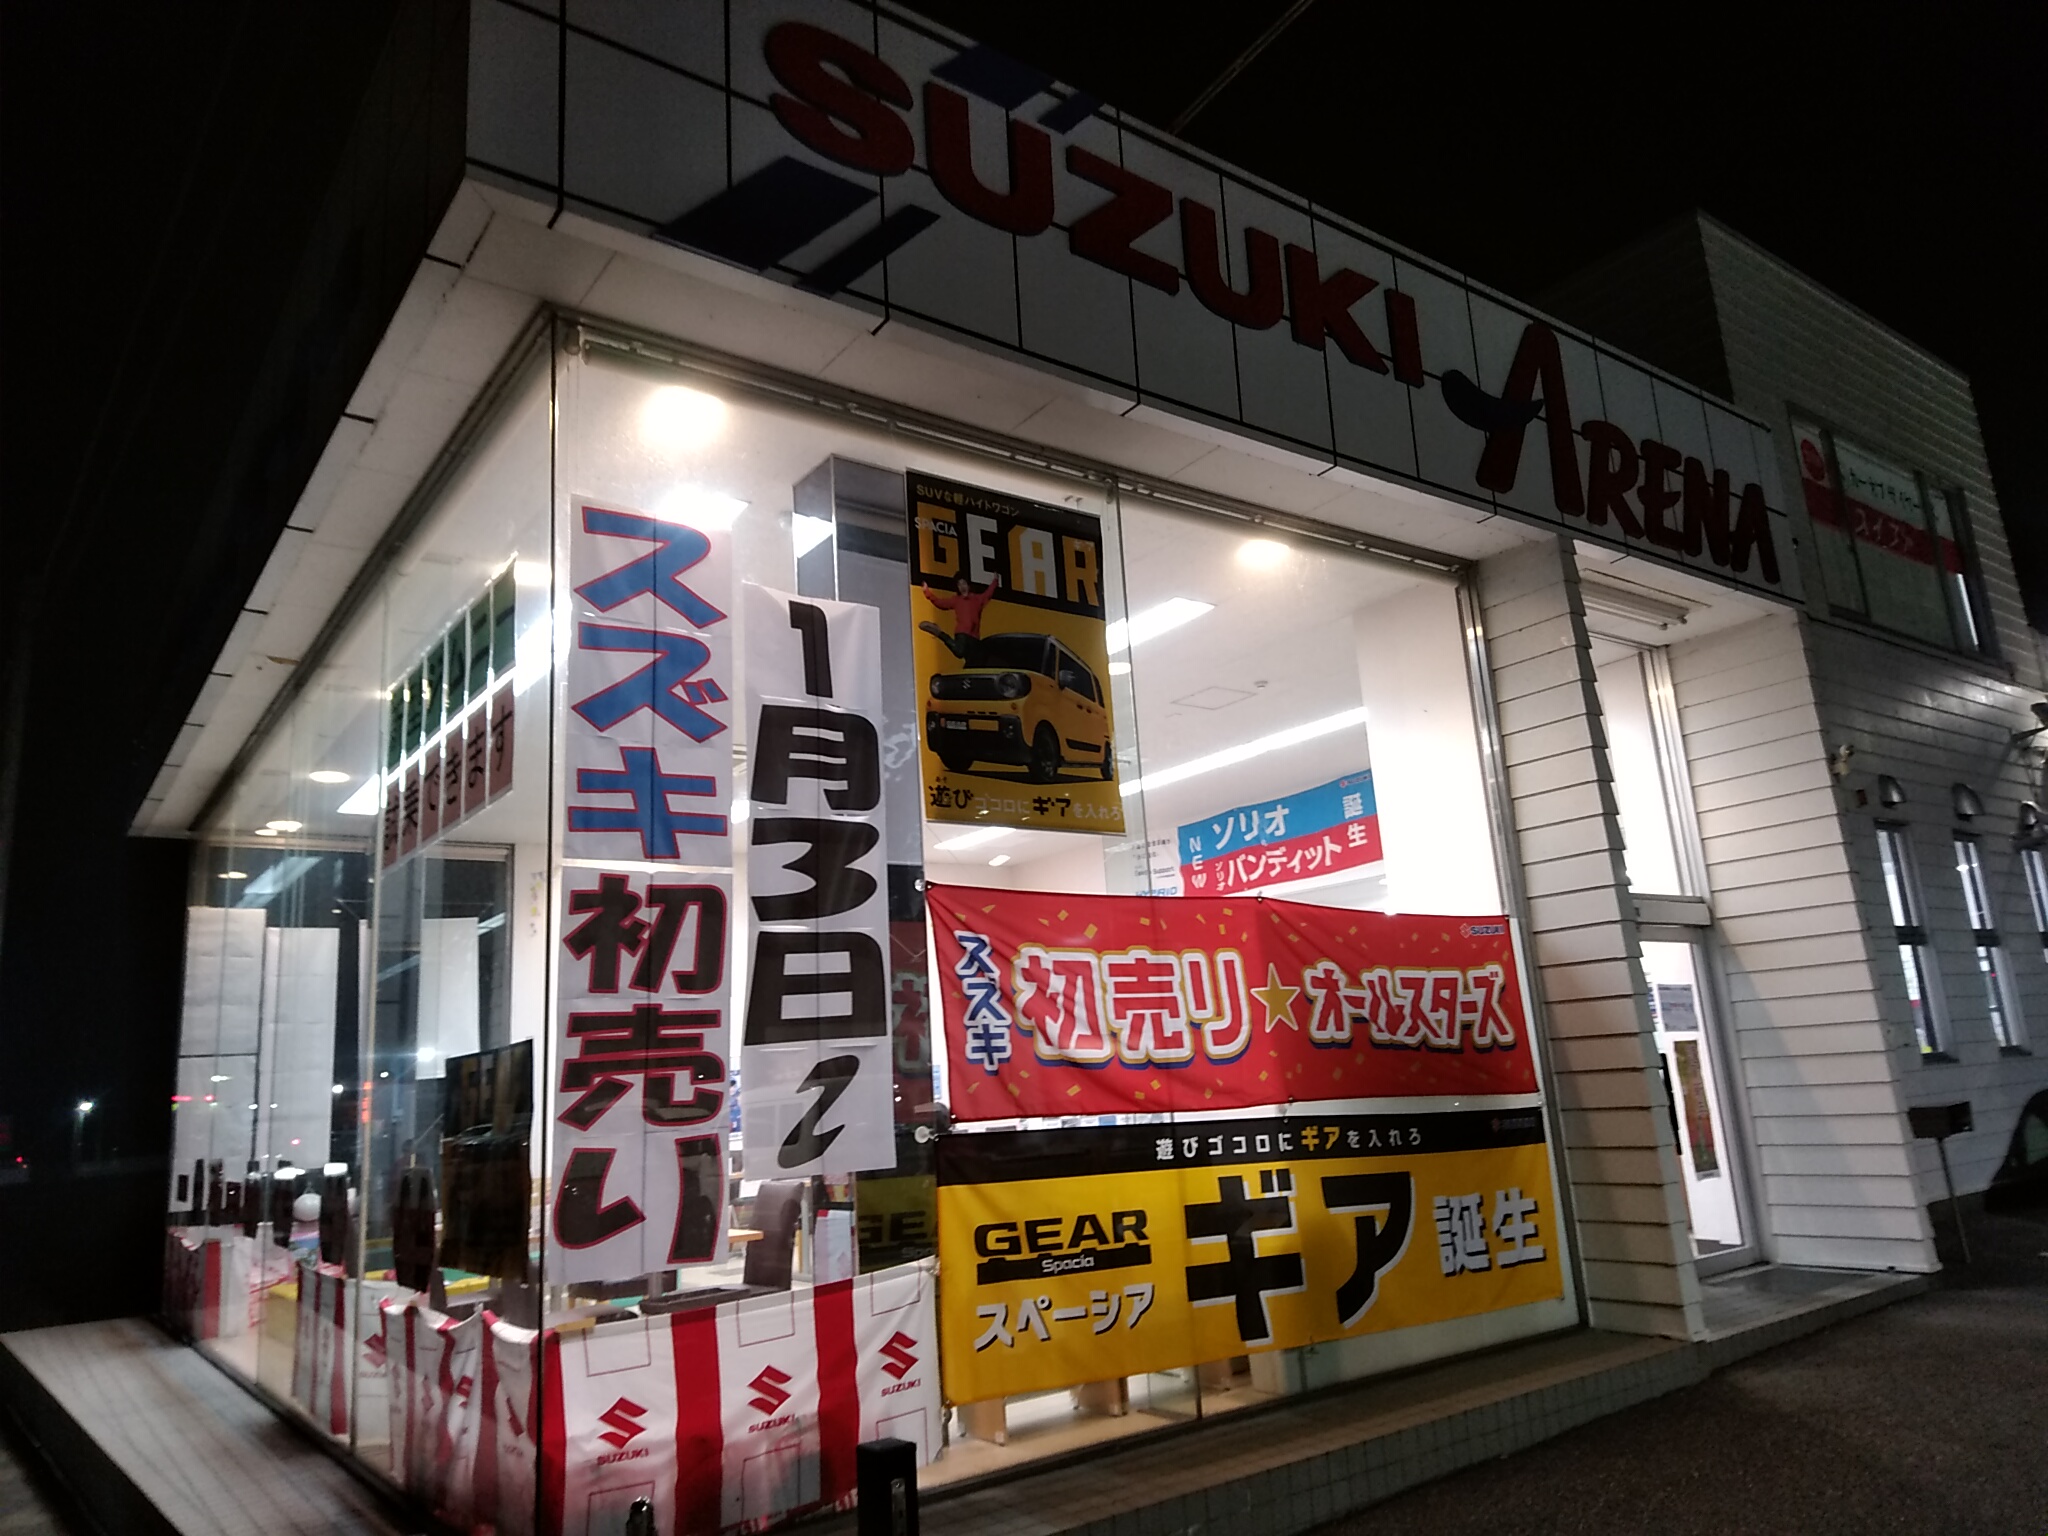 SUZUKI ARENA
スズキ初売り
1月3日〜
SUVな軽ハイトワゴン
SPACIA
GEAR
遊びゴコロにギアを入れろ
NEW
ソリオ
バンディット
誕生
SUZUKI
スズキ
初売り★オールスターズ
遊びゴコロにギアを入れろ
GEAR
Spacia
スペーシア
ギア
誕生
できます
SUZUKI
SUZUKI
SUZUKI